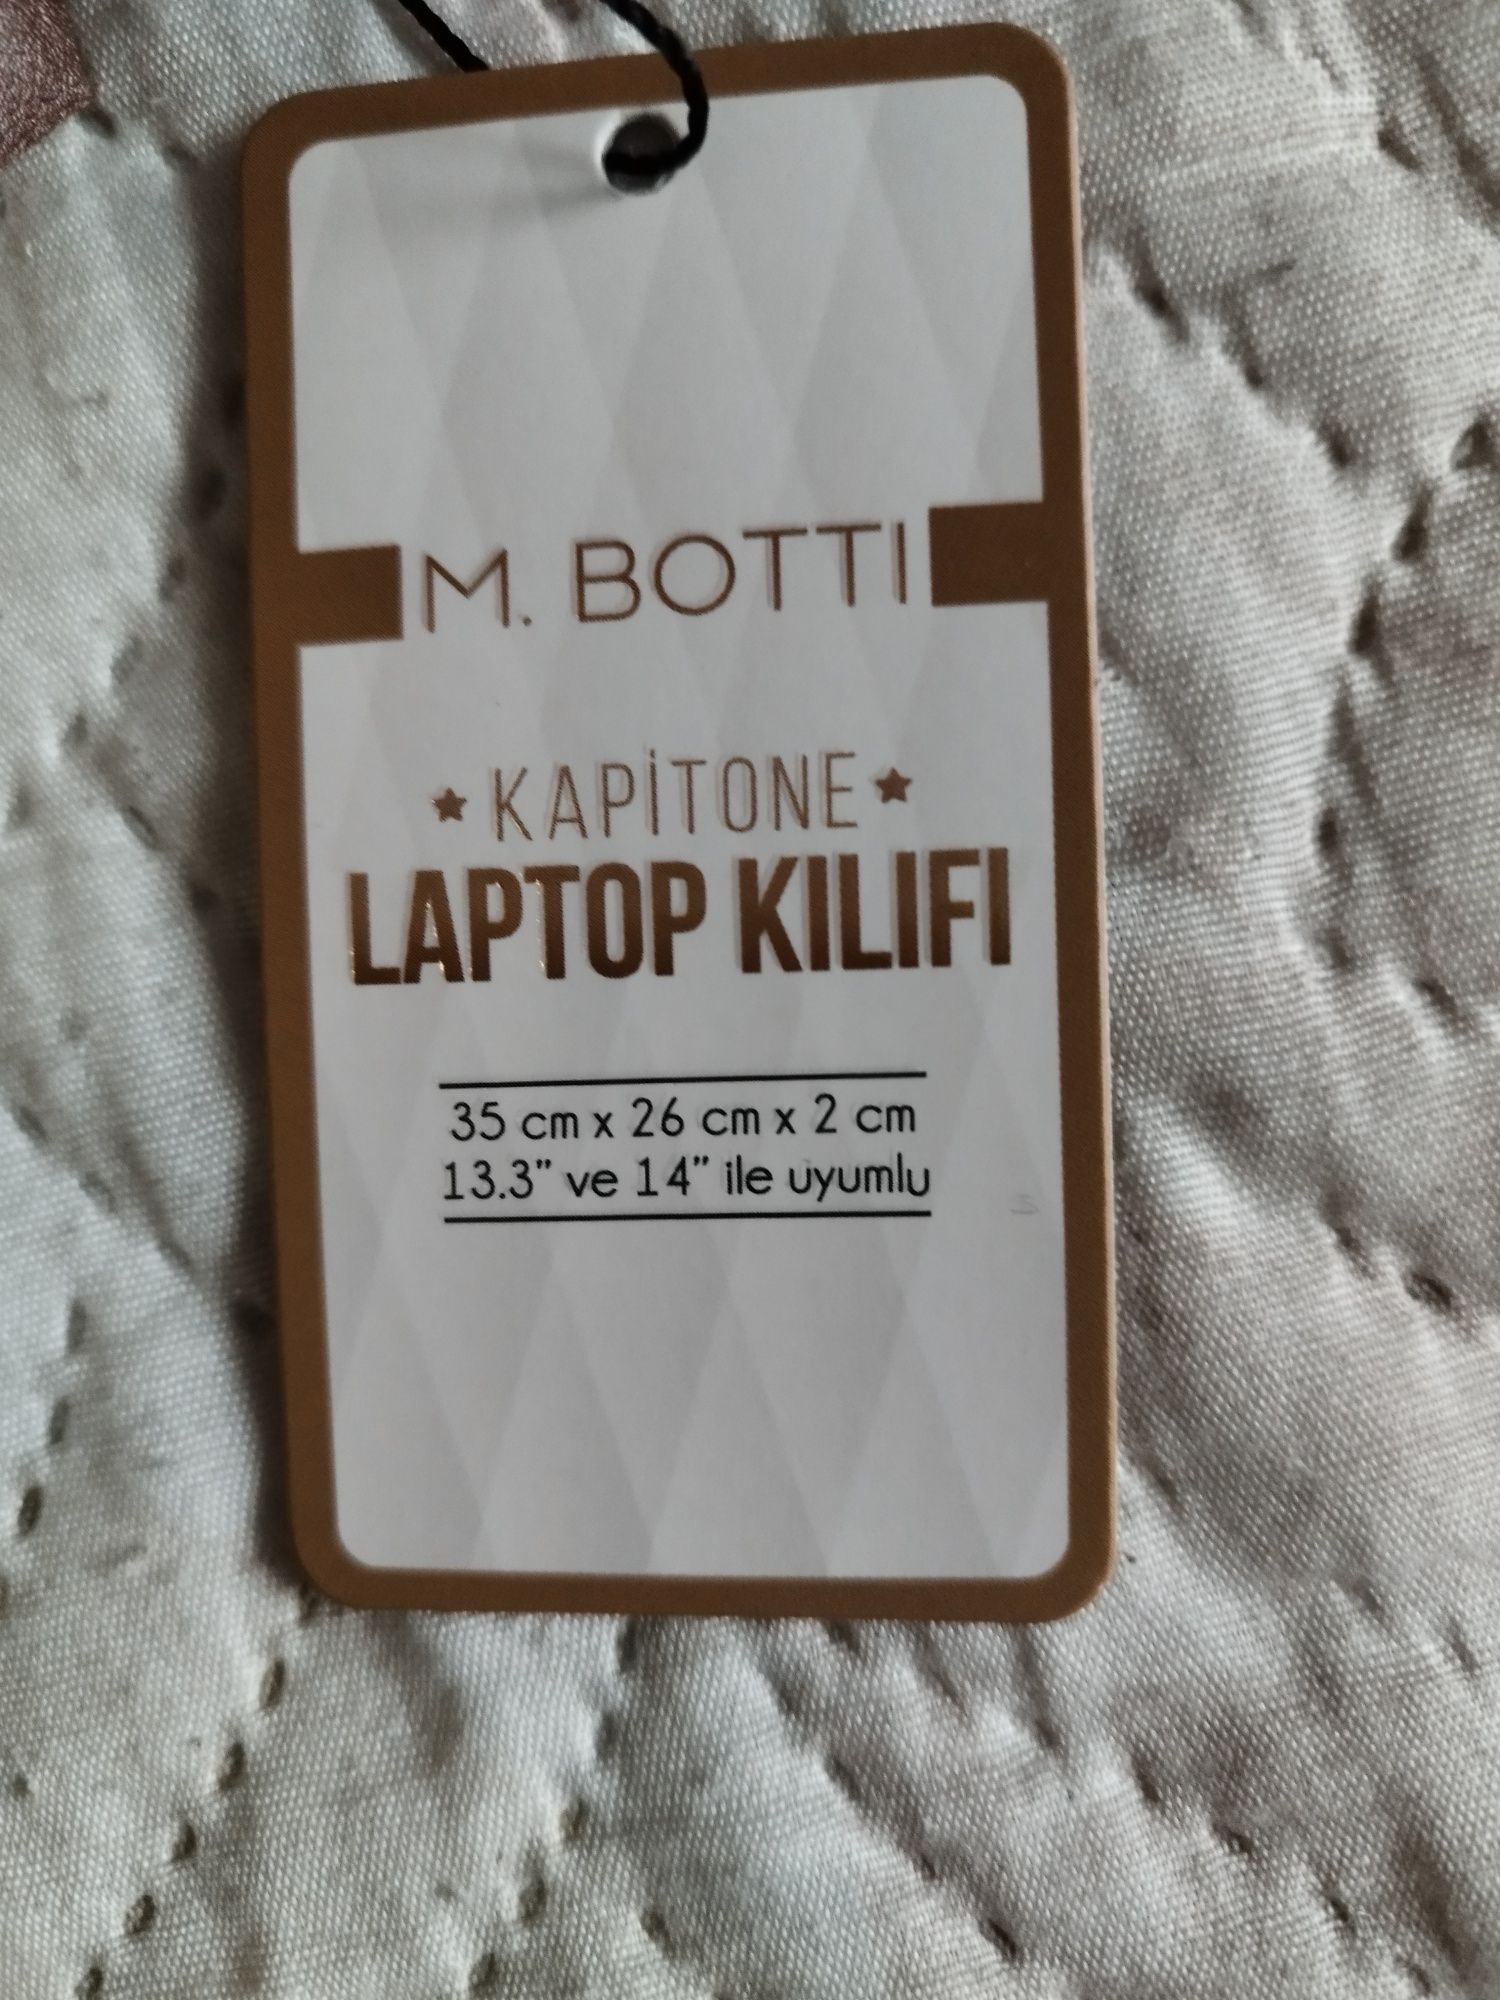 M. BOTTI
KAPİTONE
LAPTOP KILIFI
35 cm x 26 cm x 2 cm
13.3” ve 14” ile uyumlu